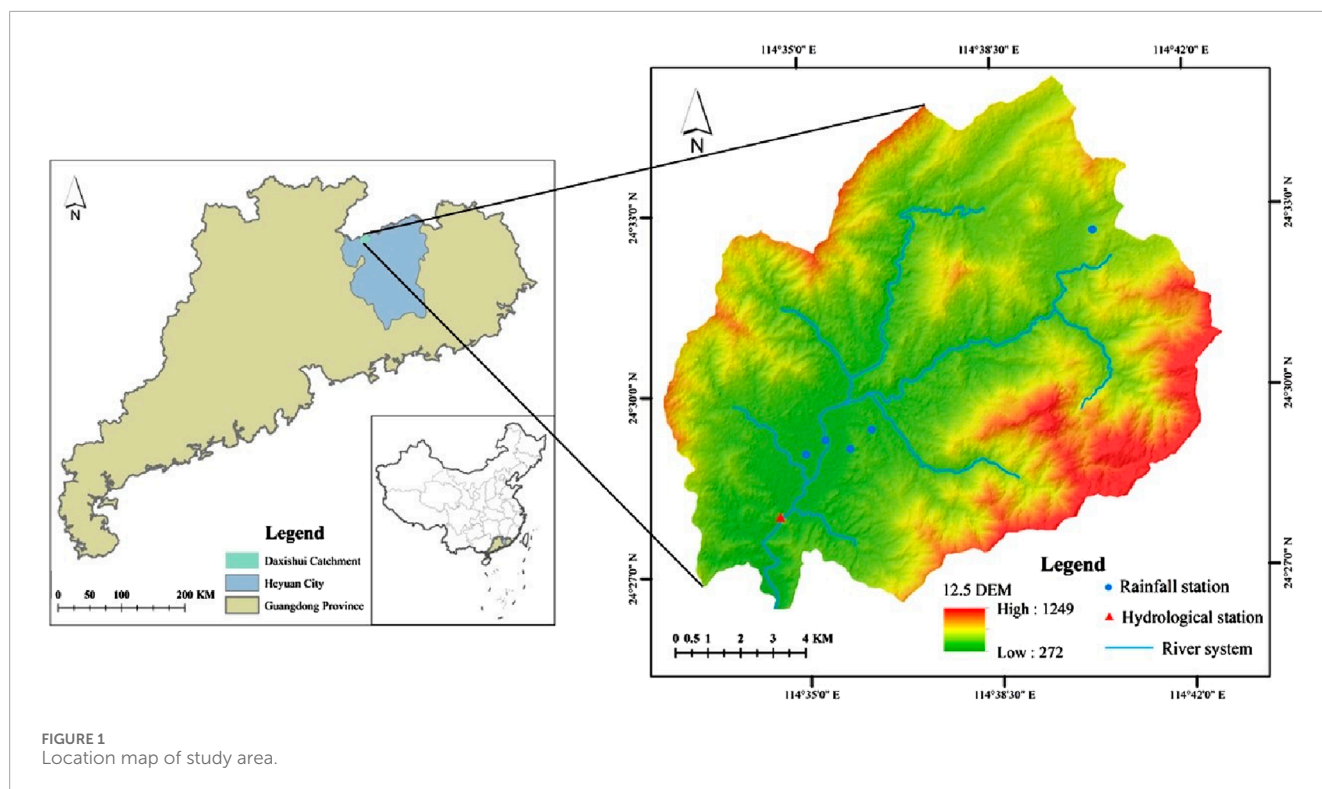 N
Legend
Daxishui Catchment
Heyuan City
Guangdong Province
0 50 100 200 KM
114°35'0" E 114°38'30" E 114°42'0" E
N
24°33'0" N
24°30'0" N
24°27'0" N
24°33'0" N
24°30'0" N
24°27'0" N
Legend
12.5 DEM
High : 1249
Low : 272
Rainfall station
Hydrological station
River system
0 0.5 1 2 3 4 KM
114°35'0" E 114°38'30" E 114°42'0" E
FIGURE 1
Location map of study area.